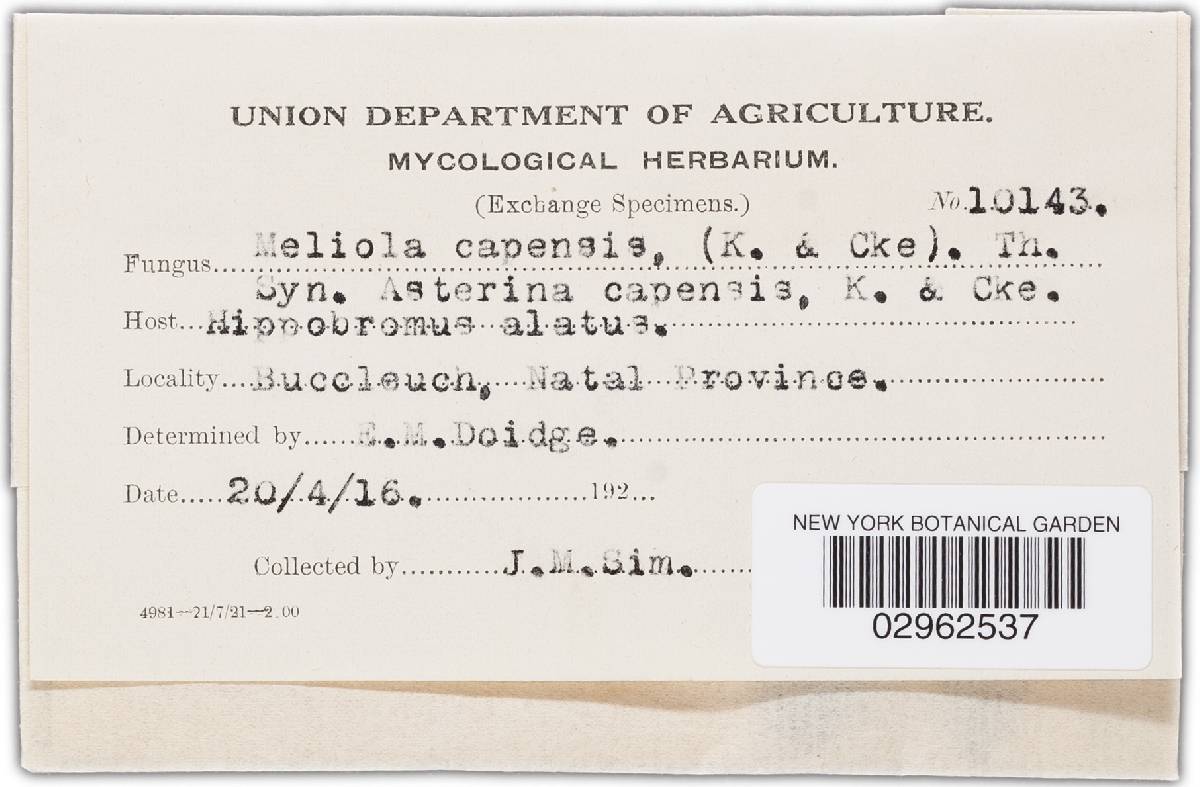 UNION DEPARTMENT OF AGRICULTURE.
MYCOLOGICAL HERBARIUM.
(Exchange Specimens.) No. 10143.
Fungus Meliola capensis, (K. & Cke). Th.
Syn. Asterina capensis, K. & Cke.
Host Hippobromus alatus.
Locality Buccleuch, Natal Province.
Determined by E.M.Doidge.
Date 20/4/16. 192
Collected by J.M.Sim.
4981—21/7/21—2.00
NEW YORK BOTANICAL GARDEN
02962537